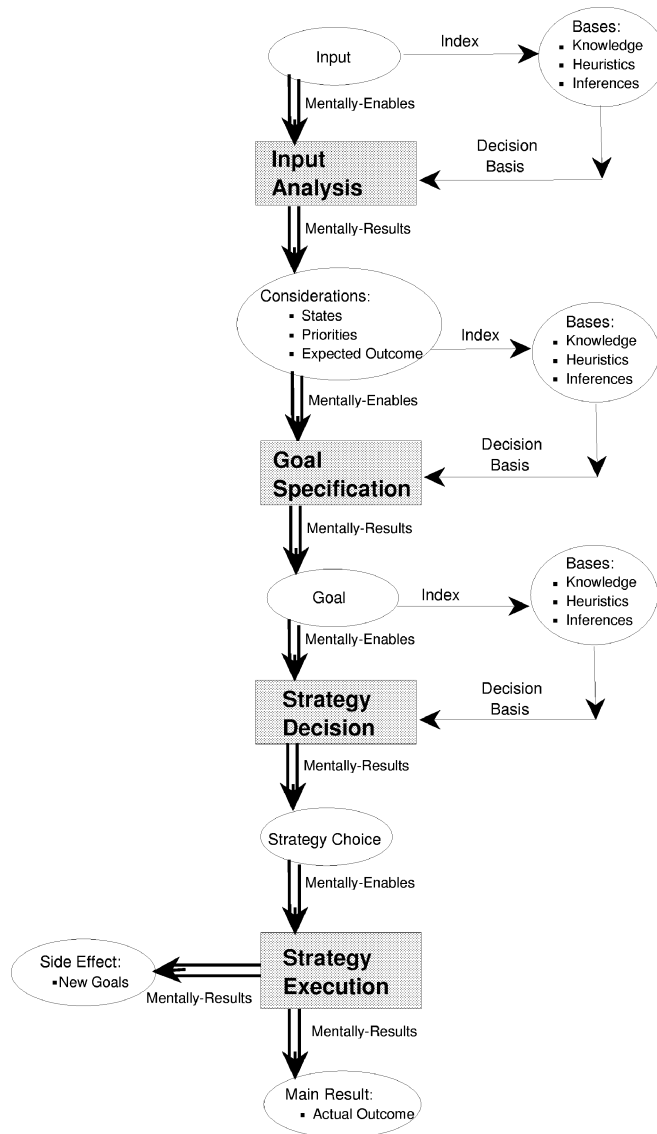 Input
Index
Bases:
▪ Knowledge
▪ Heuristics
▪ Inferences
Mentally-Enables
Input
Analysis
Decision
Basis
Mentally-Results
Considerations:
▪ States
▪ Priorities
▪ Expected Outcome
Index
Bases:
▪ Knowledge
▪ Heuristics
▪ Inferences
Mentally-Enables
Goal
Specification
Decision
Basis
Mentally-Results
Goal
Index
Bases:
▪ Knowledge
▪ Heuristics
▪ Inferences
Mentally-Enables
Strategy
Decision
Decision
Basis
Mentally-Results
Strategy Choice
Mentally-Enables
Strategy
Execution
Side Effect:
▪New Goals
Mentally-Results
Mentally-Results
Main Result:
▪ Actual Outcome